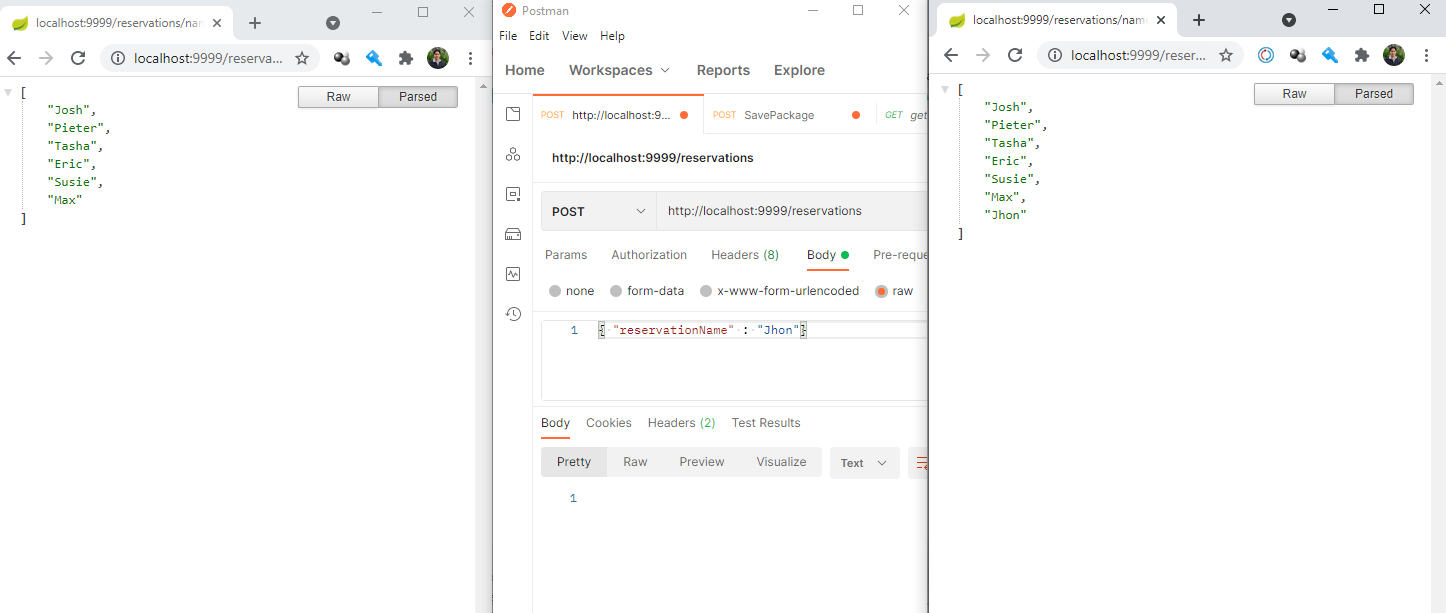 localhost:9999/reservations/nam
localhost:9999/reserva...
Raw
Parsed
[
"Josh",
"Pieter",
"Tasha",
"Eric",
"Susie",
"Max"
]
Postman
File Edit View Help
Home Workspaces Reports Explore
POST http://localhost:9...
POST SavePackage
GET get
http://localhost:9999/reservations
POST
http://localhost:9999/reservations
Params Authorization Headers (8) Body Pre-reque
none form-data x-www-form-urlencoded raw
1 { "reservationName" : "Jhon"}
Body Cookies Headers (2) Test Results
Pretty Raw Preview Visualize Text
1
localhost:9999/reservations/nam
localhost:9999/reser...
Raw
Parsed
[
"Josh",
"Pieter",
"Tasha",
"Eric",
"Susie",
"Max",
"Jhon"
]